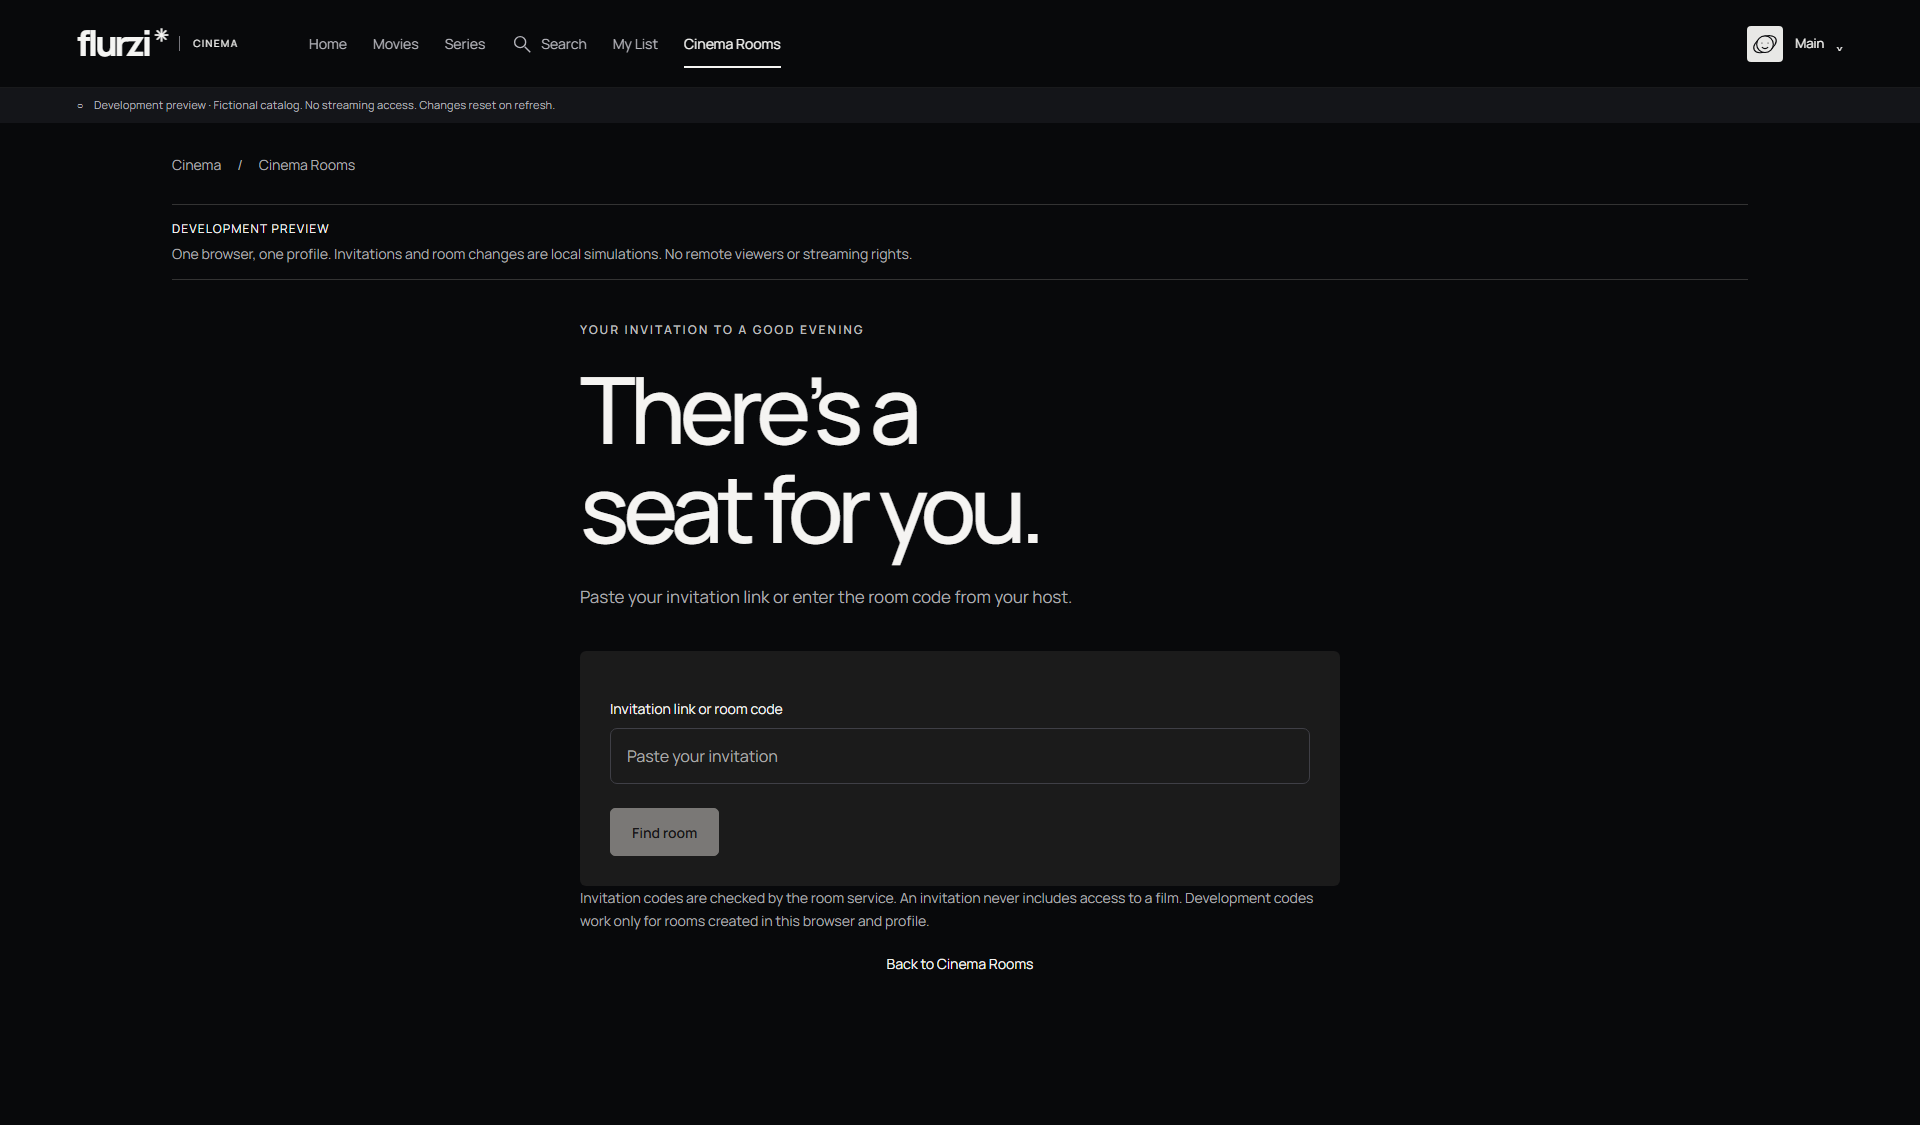 flurzi* CINEMA
Home Movies Series Search My List Cinema Rooms
Main
Development preview · Fictional catalog. No streaming access. Changes reset on refresh.
Cinema / Cinema Rooms
DEVELOPMENT PREVIEW
One browser, one profile. Invitations and room changes are local simulations. No remote viewers or streaming rights.
YOUR INVITATION TO A GOOD EVENING
There’s a
seat for you.
Paste your invitation link or enter the room code from your host.
Invitation link or room code
Paste your invitation
Find room
Invitation codes are checked by the room service. An invitation never includes access to a film. Development codes
work only for rooms created in this browser and profile.
Back to Cinema Rooms